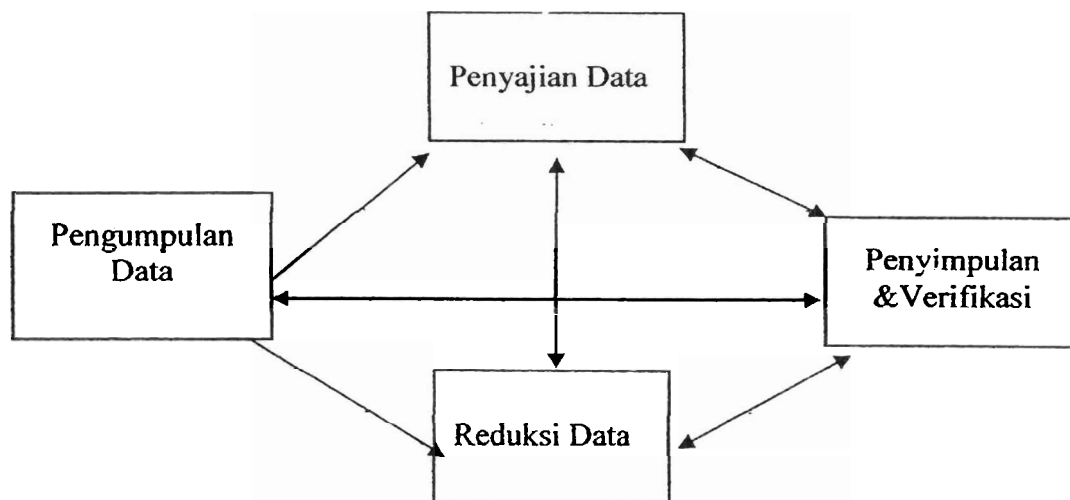 Penyajian Data
Pengumpulan
Data
Penyimpulan
&Verifikasi
Reduksi Data